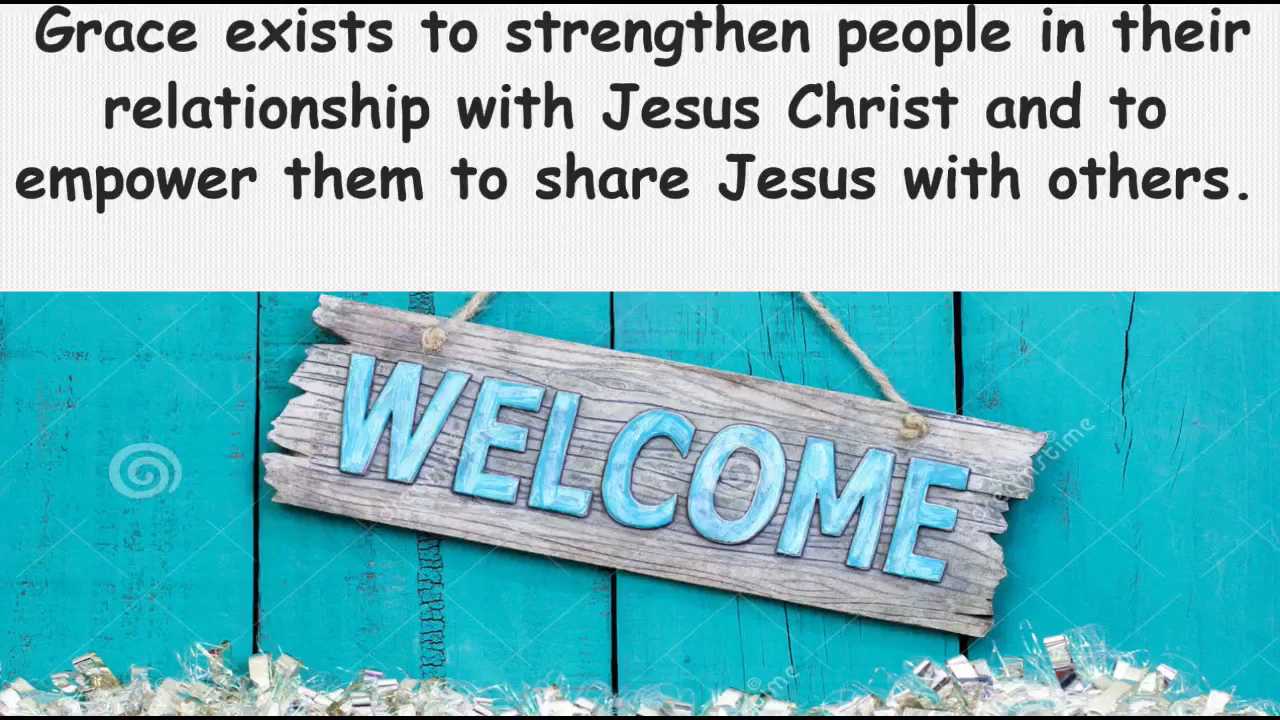 Grace exists to strengthen people in their
relationship with Jesus Christ and to
empower them to share Jesus with others.
WELCOME